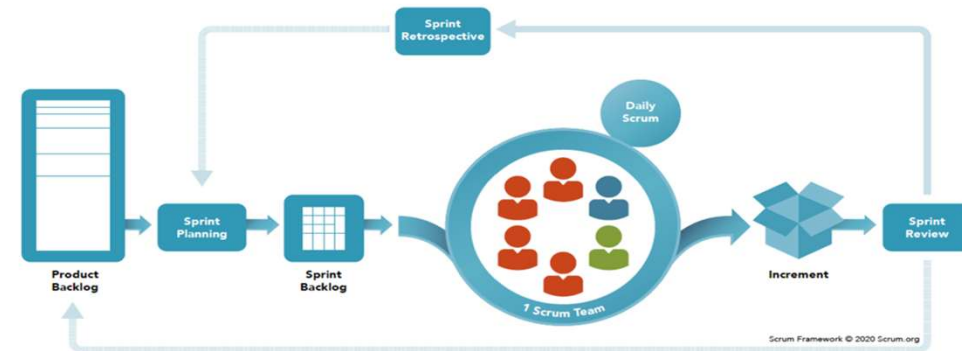 Sprint
Retrospective
Daily
Scrum
Product
Backlog
Sprint
Planning
Sprint
Backlog
1 Scrum Team
Increment
Sprint
Review
Scrum Framework © 2020 Scrum.org